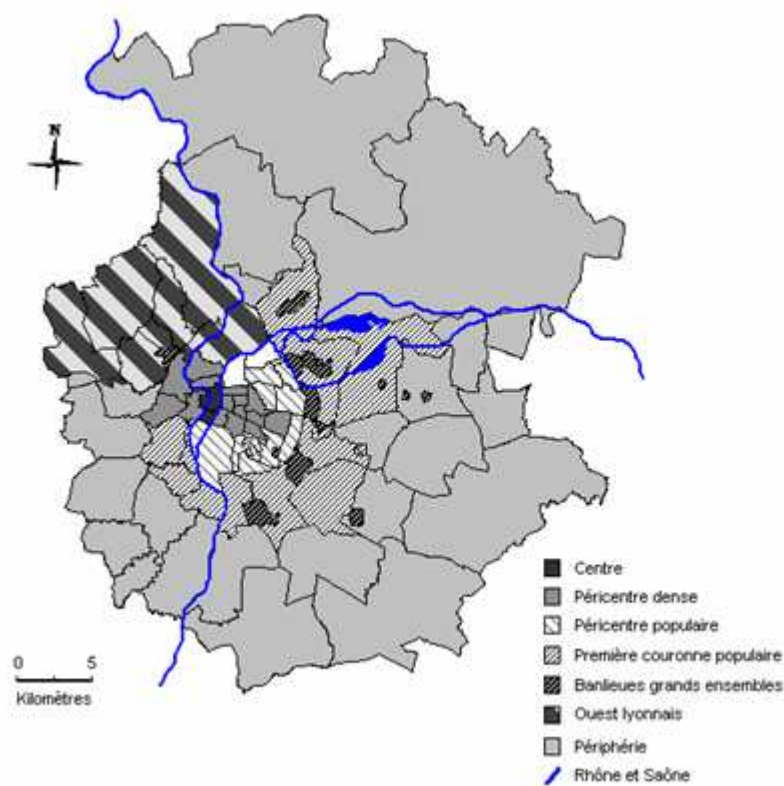 N
Centre
Péricentre dense
Péricentre populaire
Première couronne populaire
Banlieues grands ensembles
Ouest lyonnais
Périphérie
Rhône et Saône
0 5
Kilomètres